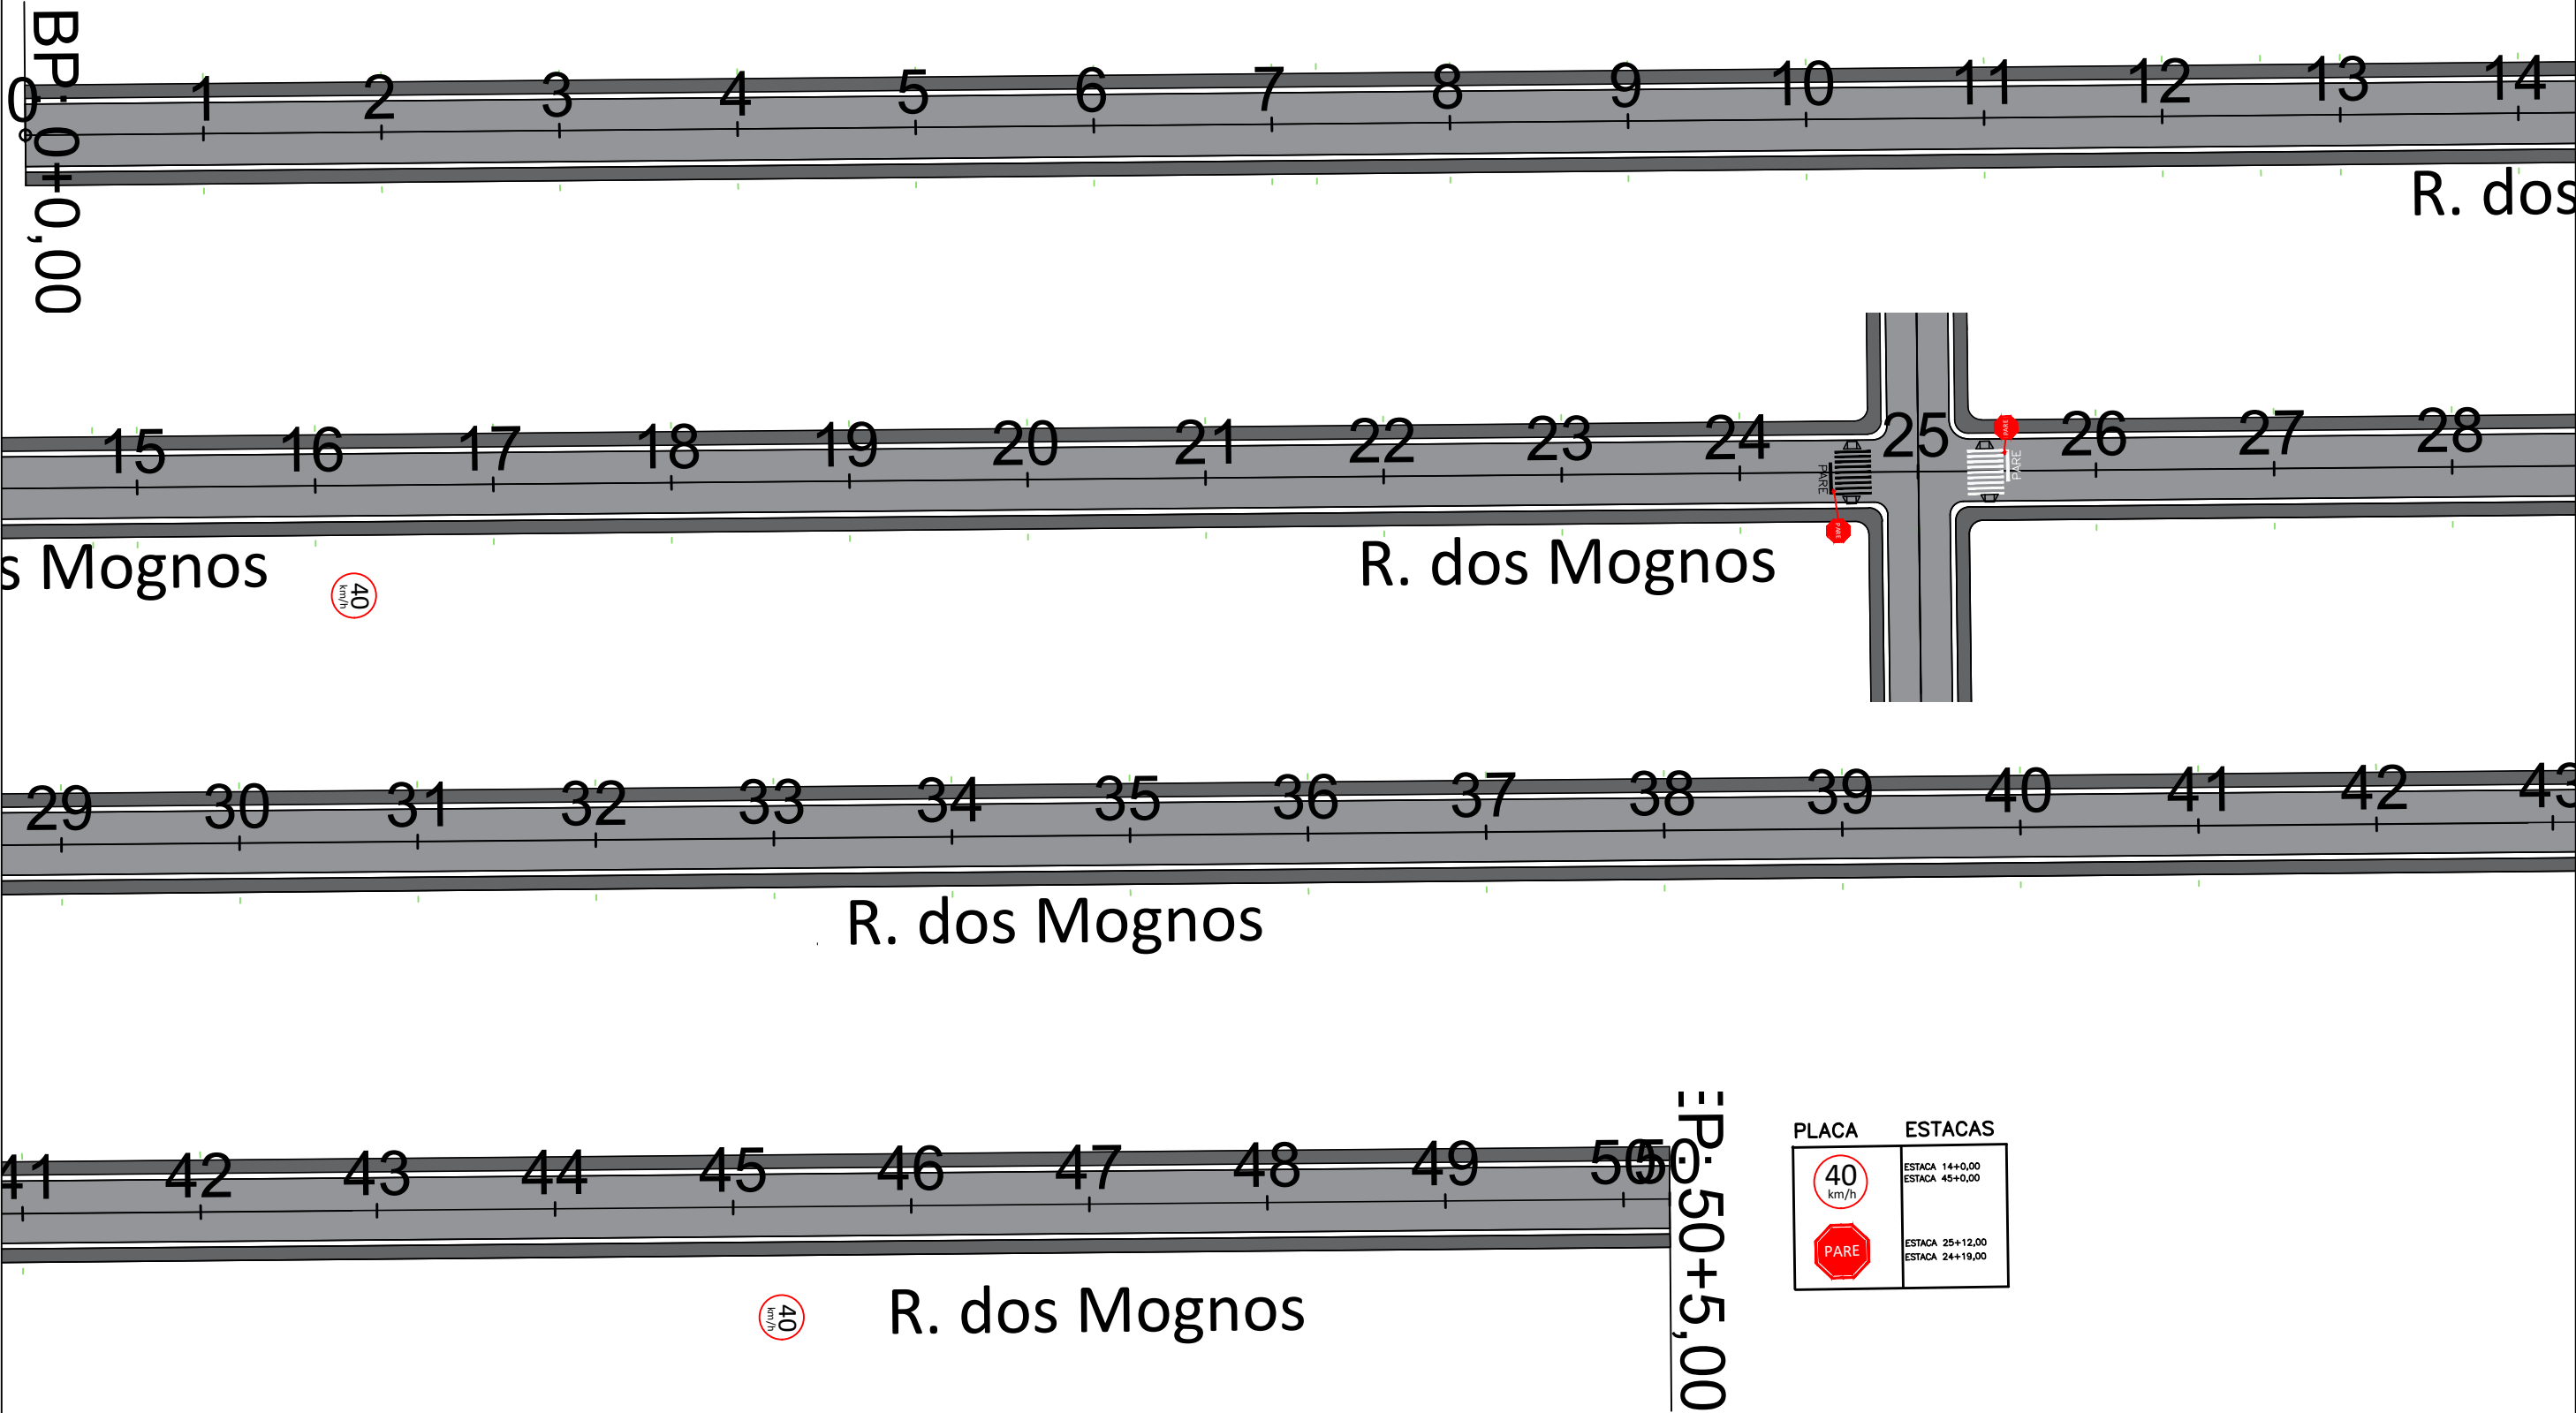 BP: 0+0,00
0 1 2 3 4 5 6 7 8 9 10 11 12 13 14
R. dos
15 16 17 18 19 20 21 22 23 24 25 26 27 28
PARE
PARE
PARE
PARE
s Mognos
R. dos Mognos
40
km/h
29 30 31 32 33 34 35 36 37 38 39 40 41 42 43
R. dos Mognos
41 42 43 44 45 46 47 48 49 50 50
EP: 50+5,00
R. dos Mognos
40
km/h
PLACA ESTACAS
40
km/h
ESTACA 14+0,00
ESTACA 45+0,00
PARE
ESTACA 25+12,00
ESTACA 24+19,00